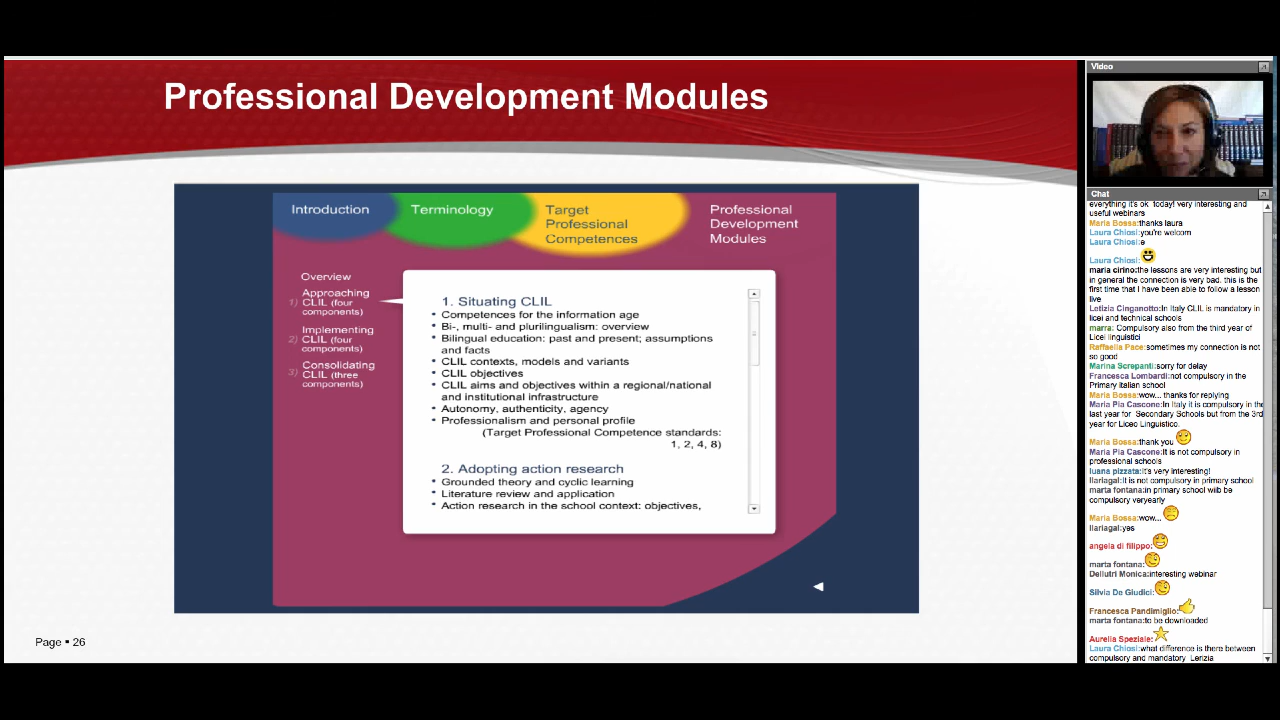 Professional Development Modules
Introduction
Terminology
Target
Professional
Competences
Professional
Development
Modules
Overview
1) Approaching
CLIL (four
components)
2) Implementing
CLIL (four
components)
3) Consolidating
CLIL (three
components)
1. Situating CLIL
• Competences for the information age
• Bi-, multi- and plurilingualism: overview
• Bilingual education: past and present; assumptions
and facts
• CLIL contexts, models and variants
• CLIL objectives
• CLIL aims and objectives within a regional/national
and institutional infrastructure
• Autonomy, authenticity, agency
• Professionalism and personal profile
(Target Professional Competence standards:
1, 2, 4, 8)
2. Adopting action research
• Grounded theory and cyclic learning
• Literature review and application
• Action research in the school context: objectives,
Page ▪ 26
Video
Chat
everything it's ok today! very interesting and
useful webinars
Maria Bossa:thanks laura
Laura Chiosi:you're welcom
Laura Chiosi:e
Laura Chiosi:
maria cirino:the lessons are very interesting but
in general the connection is very bad. this is the
first time that I have been able to follow a lesson
live
Letizia Cinganotto:In Italy CLIL is mandatory in
licei and technical schools
marra: Compulsory also from the third year of
Licei linguistici
Raffaella Pace:sometimes my connection is not
so good
Marina Screpanti:sorry for delay
Francesca Lombardi:not compulsory in the
Primary italian school
Maria Bossa:wow... thanks for replying
Maria Pia Cascone:In Italy it is compulsory in the
last year for Secondary Schools but from the 3rd
year for Liceo Linguistico.
Maria Bossa:thank you
Maria Pia Cascone:It is not compulsory in
professional schools
luana pizzata:it's very interesting!
Ilariagal:It is not compulsory in primary school
marta fontana:in primary school wiib be
compulsory veryearly
Maria Bossa:wow...
Ilariagal:yes
angela di filippo:
marta fontana:
Dellutri Monica:interesting webinar
Silvia De Giudici:
Francesca Pandimiglio:
marta fontana:to be downloaded
Aurelia Speziale:
Laura Chiosi:what difference is there between
compulsory and mandatory Lerizia